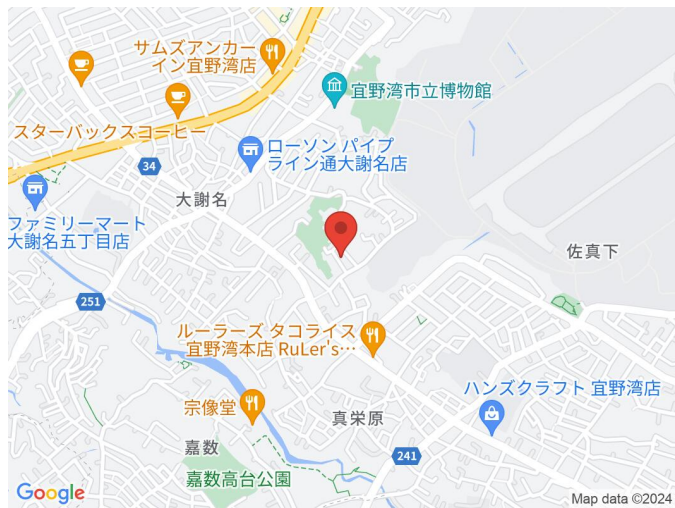 サムズアンカー
イン宜野湾店
宜野湾市立博物館
スターバックスコーヒー
ローソン パイプ
ライン通大謝名店
34
大謝名
ファミリーマート
大謝名五丁目店
佐真下
251
ルーラーズ タコライス
宜野湾本店 RuLer's…
ハンズクラフト 宜野湾店
宗像堂
真栄原
嘉数
241
嘉数高台公園
Google
Map data ©2024